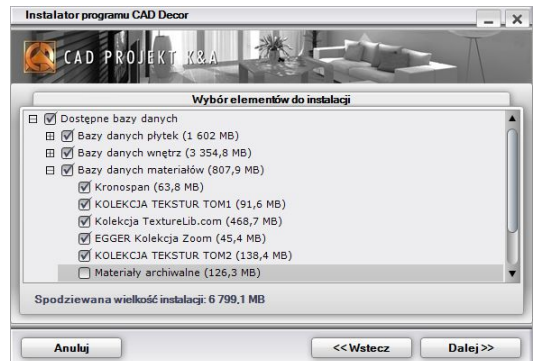 Instalator programu CAD Decor
CAD PROJEKT K&A
Wybór elementów do instalacji
Dostępne bazy danych
Bazy danych płytek (1 602 MB)
Bazy danych wnętrz (3 354,8 MB)
Bazy danych materiałów (807,9 MB)
Kronospan (63,8 MB)
KOLEKCJA TEKSTUR TOM1 (91,6 MB)
Kolekcja TextureLib.com (468,7 MB)
EGGER Kolekcja Zoom (45,4 MB)
KOLEKCJA TEKSTUR TOM2 (138,4 MB)
Materiały archiwalne (126,3 MB)
Spodziewana wielkość instalacji: 6 799,1 MB
Anuluj
<<Wstecz
Dalej >>